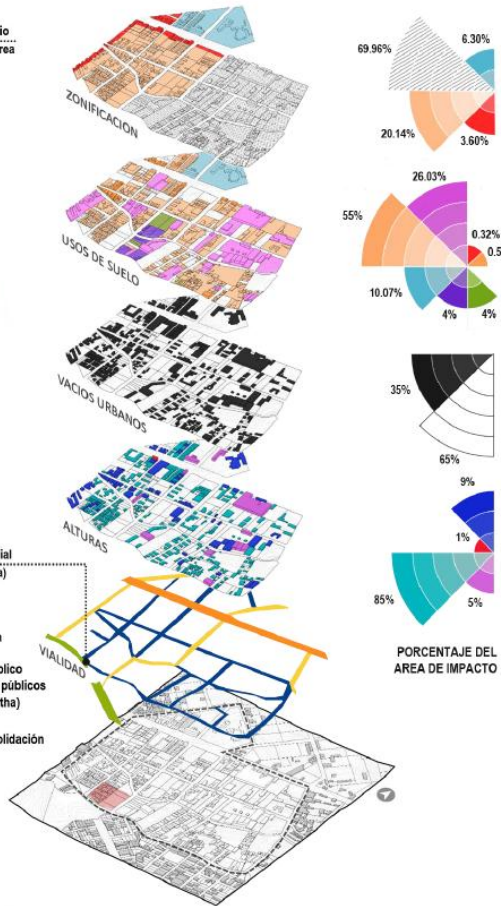 io
rea
ZONIFICACION
69.96%
6.30%
20.14%
3.60%
USOS DE SUELO
26.03%
55%
0.32%
0.5
10.07%
4%
4%
VACIOS URBANOS
35%
65%
ALTURAS
9%
1%
85%
5%
ial
a)
VIALIDAD
a
blico
públicos
tha)
olidación
PORCENTAJE DEL
AREA DE IMPACTO